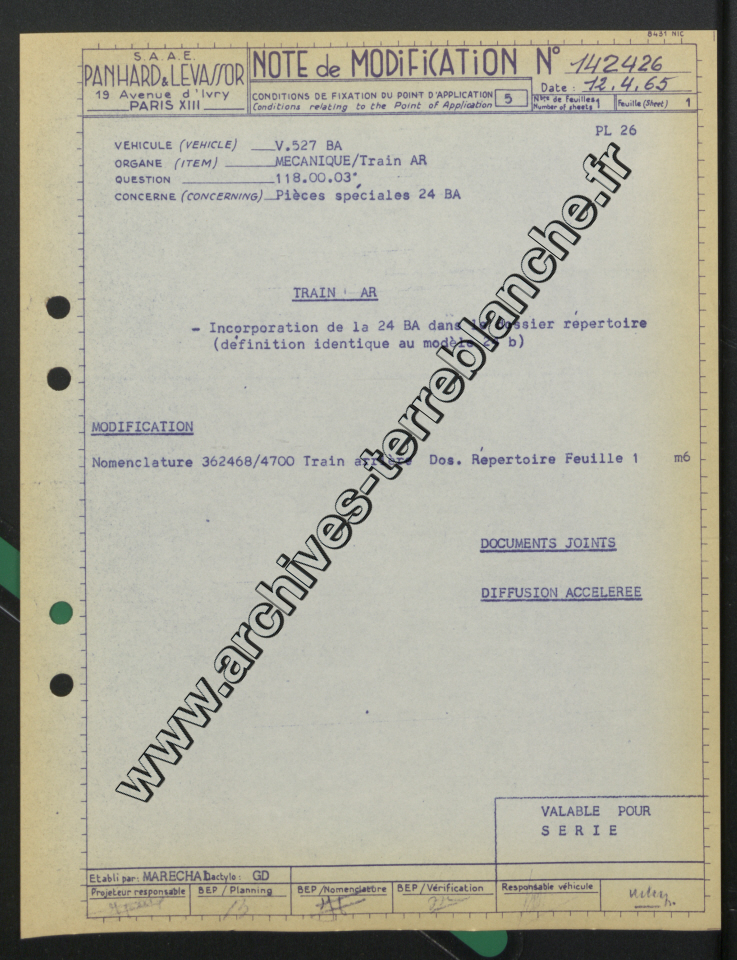 8431 NIC
S.A.A.E.
PANHARD & LEVASSOR
19 Avenue d'Ivry
PARIS XIII
NOTE de MODIFICATION N° 142426
Date: 12.4.65
CONDITIONS DE FIXATION DU POINT D'APPLICATION 5
Conditions relating to the Point of Application
Nbre de Feuilles 1
Number of sheets
Feuille (Sheet) 1
PL 26
VEHICULE (VEHICLE) V.527 BA
ORGANE (ITEM) MECANIQUE/Train AR
QUESTION 118.00.03
CONCERNE (CONCERNING) Pièces spéciales 24 BA
TRAIN AR
- Incorporation de la 24 BA dans le dossier répertoire
(définition identique au modèle b)
MODIFICATION
Nomenclature 362468/4700 Train arrière Dos. Répertoire Feuille 1 m6
DOCUMENTS JOINTS
DIFFUSION ACCELEREE
www.archives-terreblanche.fr
VALABLE POUR
SERIE
Etabli par: MARECHAL Dactylo: GD
Projeteur responsable
BEP / Planning
BEP / Nomenclature
BEP / Vérification
Responsable véhicule